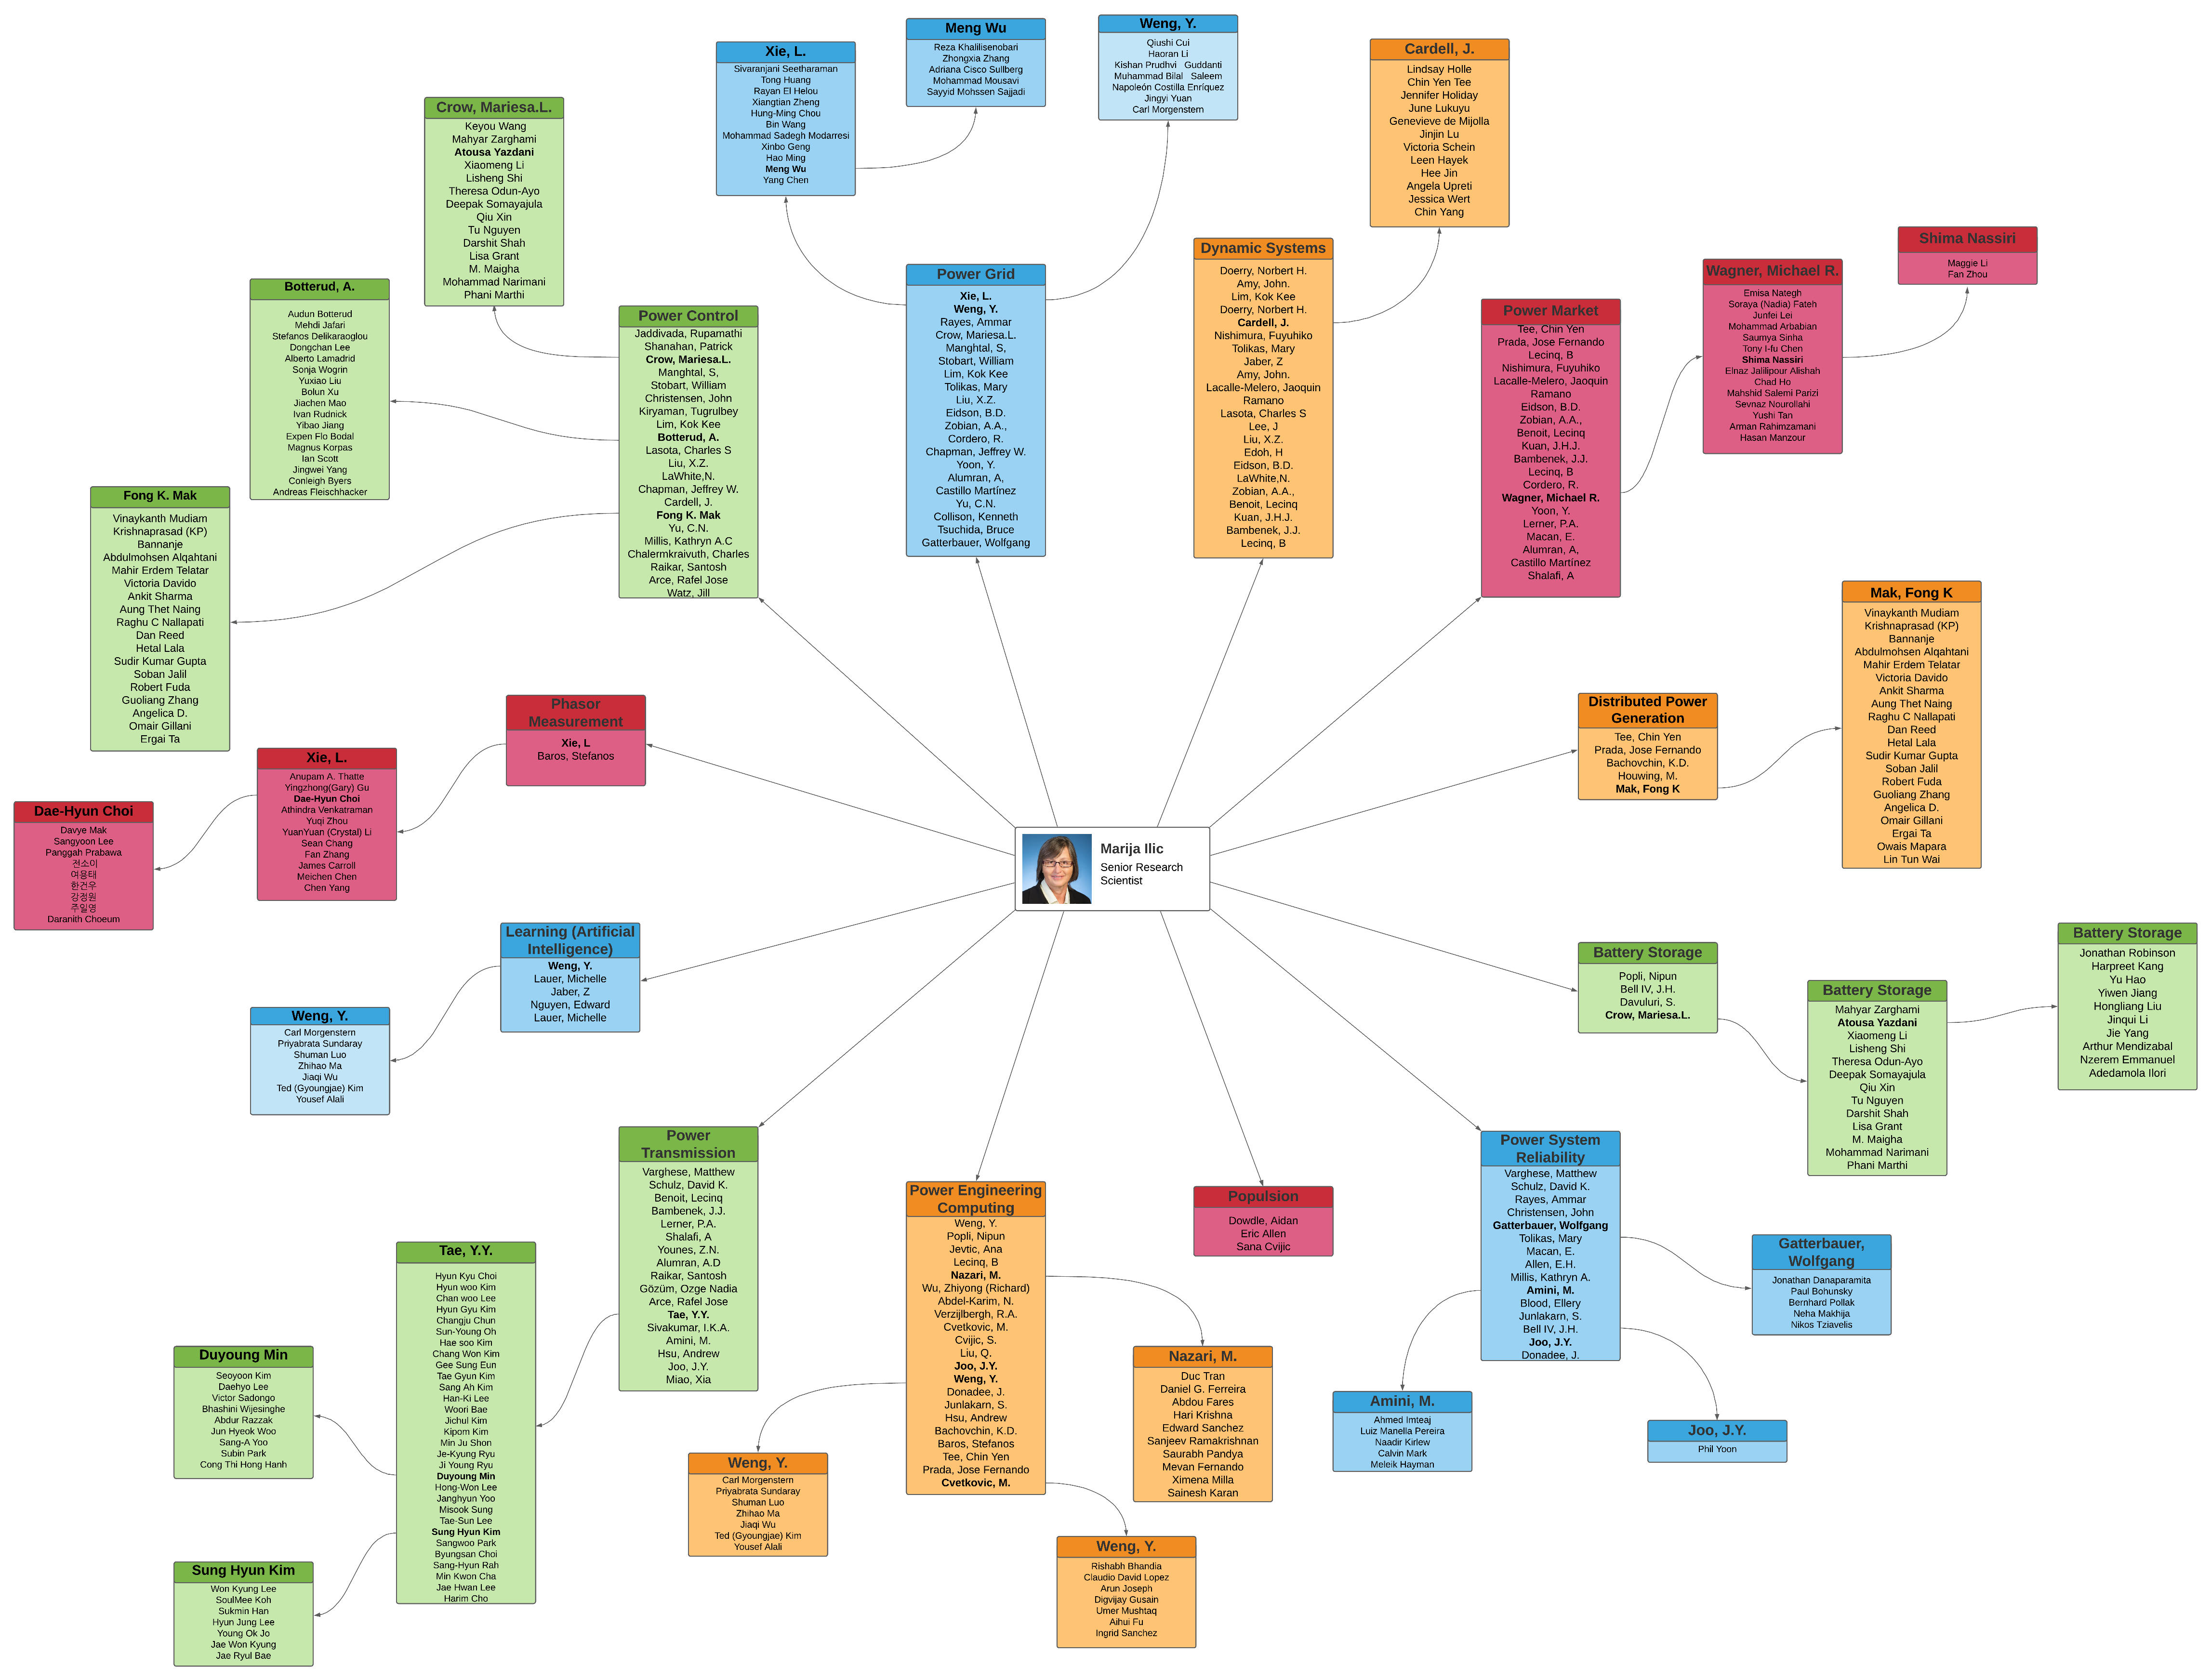 Meng Wu
Reza Khalilisenobari
Zhongxia Zhang
Adriana Cisco Sullberg
Mohammad Mousavi
Sayyid Mohssen Sajjadi
Weng, Y.
Qiushi Cui
Haoran Li
Kishan Prudhvi Guddanti
Muhammad Bilal Saleem
Napoleón Costilla Enríquez
Jingyi Yuan
Carl Morgenstern
Xie, L.
Sivaranjani Seetharaman
Tong Huang
Rayan El Helou
Xiangtian Zheng
Hung-Ming Chou
Bin Wang
Mohammad Sadegh Modarresi
Xinbo Geng
Hao Ming
Meng Wu
Yang Chen
Cardell, J.
Lindsay Holle
Chin Yen Tee
Jennifer Holiday
June Lukuyu
Genevieve de Mijolla
Jinjin Lu
Victoria Schein
Leen Hayek
Hee Jin
Angela Upreti
Jessica Wert
Chin Yang
Crow, Mariesa.L.
Keyou Wang
Mahyar Zarghami
Atousa Yazdani
Xiaomeng Li
Lisheng Shi
Theresa Odun-Ayo
Deepak Somayajula
Qiu Xin
Tu Nguyen
Darshit Shah
Lisa Grant
M. Maigha
Mohammad Narimani
Phani Marthi
Shima Nassiri
Maggie Li
Fan Zhou
Wagner, Michael R.
Emisa Nategh
Soraya (Nadia) Fateh
Junfei Lei
Mohammad Arbabian
Saumya Sinha
Tony I-fu Chen
Shima Nassiri
Elnaz Jalilipour Alishah
Chad Ho
Mahshid Salemi Parizi
Sevnaz Nourollahi
Yushi Tan
Arman Rahimzamani
Hasan Manzour
Botterud, A.
Audun Botterud
Mehdi Jafari
Stefanos Delikaraoglou
Dongchan Lee
Alberto Lamadrid
Sonja Wogrin
Yuxiao Liu
Bolun Xu
Jiachen Mao
Ivan Rudnick
Yibao Jiang
Expen Flo Bodal
Magnus Korpas
Ian Scott
Jingwei Yang
Conleigh Byers
Andreas Fleischhacker
Power Control
Jaddivada, Rupamathi
Shanahan, Patrick
Crow, Mariesa.L.
Manghtal, S,
Stobart, William
Christensen, John
Kiryaman, Tugrulbey
Lim, Kok Kee
Botterud, A.
Lasota, Charles S
Liu, X.Z.
LaWhite,N.
Chapman, Jeffrey W.
Cardell, J.
Fong K. Mak
Yu, C.N.
Millis, Kathryn A.C
Chalermkraivuth, Charles
Raikar, Santosh
Arce, Rafel Jose
Watz, Jill
Power Grid
Xie, L.
Weng, Y.
Rayes, Ammar
Crow, Mariesa.L.
Manghtal, S,
Stobart, William
Lim, Kok Kee
Tolikas, Mary
Liu, X.Z.
Eidson, B.D.
Zobian, A.A.,
Cordero, R.
Chapman, Jeffrey W.
Yoon, Y.
Alumran, A,
Castillo Martínez
Yu, C.N.
Collison, Kenneth
Tsuchida, Bruce
Gatterbauer, Wolfgang
Dynamic Systems
Doerry, Norbert H.
Amy, John.
Lim, Kok Kee
Doerry, Norbert H.
Cardell, J.
Nishimura, Fuyuhiko
Tolikas, Mary
Jaber, Z
Amy, John.
Lacalle-Melero, Jaoquin
Ramano
Lasota, Charles S
Lee, J
Liu, X.Z.
Edoh, H
Eidson, B.D.
LaWhite,N.
Zobian, A.A.,
Benoit, Lecinq
Kuan, J.H.J.
Bambenek, J.J.
Lecinq, B
Power Market
Tee, Chin Yen
Prada, Jose Fernando
Lecinq, B
Nishimura, Fuyuhiko
Lacalle-Melero, Jaoquin
Ramano
Eidson, B.D.
Zobian, A.A.,
Benoit, Lecinq
Kuan, J.H.J.
Bambenek, J.J.
Lecinq, B
Cordero, R.
Wagner, Michael R.
Yoon, Y.
Lerner, P.A.
Macan, E.
Alumran, A,
Castillo Martínez
Shalafi, A
Fong K. Mak
Vinaykanth Mudiam
Krishnaprasad (KP)
Bannanje
Abdulmohsen Alqahtani
Mahir Erdem Telatar
Victoria Davido
Ankit Sharma
Aung Thet Naing
Raghu C Nallapati
Dan Reed
Hetal Lala
Sudir Kumar Gupta
Soban Jalil
Robert Fuda
Guoliang Zhang
Angelica D.
Omair Gillani
Ergai Ta
Mak, Fong K
Vinaykanth Mudiam
Krishnaprasad (KP)
Bannanje
Abdulmohsen Alqahtani
Mahir Erdem Telatar
Victoria Davido
Ankit Sharma
Aung Thet Naing
Raghu C Nallapati
Dan Reed
Hetal Lala
Sudir Kumar Gupta
Soban Jalil
Robert Fuda
Guoliang Zhang
Angelica D.
Omair Gillani
Ergai Ta
Owais Mapara
Lin Tun Wai
Distributed Power
Generation
Tee, Chin Yen
Prada, Jose Fernando
Bachovchin, K.D.
Houwing, M.
Mak, Fong K
Phasor
Measurement
Xie, L
Baros, Stefanos
Xie, L.
Anupam A. Thatte
Yingzhong(Gary) Gu
Dae-Hyun Choi
Athindra Venkatraman
Yuqi Zhou
YuanYuan (Crystal) Li
Sean Chang
Fan Zhang
James Carroll
Meichen Chen
Chen Yang
Dae-Hyun Choi
Davye Mak
Sangyoon Lee
Panggah Prabawa
전소이
여용태
한건우
강정원
주일영
Daranith Choeum
Marija Ilic
Senior Research
Scientist
Learning (Artificial
Intelligence)
Weng, Y.
Lauer, Michelle
Jaber, Z
Nguyen, Edward
Lauer, Michelle
Weng, Y.
Carl Morgenstern
Priyabrata Sundaray
Shuman Luo
Zhihao Ma
Jiaqi Wu
Ted (Gyoungjae) Kim
Yousef Alali
Battery Storage
Popli, Nipun
Bell IV, J.H.
Davuluri, S.
Crow, Mariesa.L.
Battery Storage
Mahyar Zarghami
Atousa Yazdani
Xiaomeng Li
Lisheng Shi
Theresa Odun-Ayo
Deepak Somayajula
Qiu Xin
Tu Nguyen
Darshit Shah
Lisa Grant
M. Maigha
Mohammad Narimani
Phani Marthi
Battery Storage
Jonathan Robinson
Harpreet Kang
Yu Hao
Yiwen Jiang
Hongliang Liu
Jinqui Li
Jie Yang
Arthur Mendizabal
Nzerem Emmanuel
Adedamola Ilori
Power
Transmission
Varghese, Matthew
Schulz, David K.
Benoit, Lecinq
Bambenek, J.J.
Lerner, P.A.
Shalafi, A
Younes, Z.N.
Alumran, A.D
Raikar, Santosh
Gözüm, Ozge Nadia
Arce, Rafel Jose
Tae, Y.Y.
Sivakumar, I.K.A.
Amini, M.
Hsu, Andrew
Joo, J.Y.
Miao, Xia
Power Engineering
Computing
Weng, Y.
Popli, Nipun
Jevtic, Ana
Lecinq, B
Nazari, M.
Wu, Zhiyong (Richard)
Abdel-Karim, N.
Verzijlbergh, R.A.
Cvetkovic, M.
Cvijic, S.
Liu, Q.
Joo, J.Y.
Weng, Y.
Donadee, J.
Junlakarn, S.
Hsu, Andrew
Bachovchin, K.D.
Baros, Stefanos
Tee, Chin Yen
Prada, Jose Fernando
Cvetkovic, M.
Populsion
Dowdle, Aidan
Eric Allen
Sana Cvijic
Power System
Reliability
Varghese, Matthew
Schulz, David K.
Rayes, Ammar
Christensen, John
Gatterbauer, Wolfgang
Tolikas, Mary
Macan, E.
Allen, E.H.
Millis, Kathryn A.
Amini, M.
Blood, Ellery
Junlakarn, S.
Bell IV, J.H.
Joo, J.Y.
Donadee, J.
Gatterbauer,
Wolfgang
Jonathan Danaparamita
Paul Bohunsky
Bernhard Pollak
Neha Makhija
Nikos Tziavelis
Tae, Y.Y.
Hyun Kyu Choi
Hyun woo Kim
Chan woo Lee
Hyun Gyu Kim
Changju Chun
Sun-Young Oh
Hae soo Kim
Chang Won Kim
Gee Sung Eun
Tae Gyun Kim
Sang Ah Kim
Han-Ki Lee
Woori Bae
Jichul Kim
Kipom Kim
Min Ju Shon
Je-Kyung Ryu
Ji Young Ryu
Duyoung Min
Hong-Won Lee
Janghyun Yoo
Misook Sung
Tae-Sun Lee
Sung Hyun Kim
Sangwoo Park
Byungsan Choi
Sang-Hyun Rah
Min Kwon Cha
Jae Hwan Lee
Harim Cho
Duyoung Min
Seoyoon Kim
Daehyo Lee
Victor Sadongo
Bhashini Wijesinghe
Abdur Razzak
Jun Hyeok Woo
Sang-A Yoo
Subin Park
Cong Thi Hong Hanh
Sung Hyun Kim
Won Kyung Lee
SoulMee Koh
Sukmin Han
Hyun Jung Lee
Young Ok Jo
Jae Won Kyung
Jae Ryul Bae
Weng, Y.
Carl Morgenstern
Priyabrata Sundaray
Shuman Luo
Zhihao Ma
Jiaqi Wu
Ted (Gyoungjae) Kim
Yousef Alali
Nazari, M.
Duc Tran
Daniel G. Ferreira
Abdou Fares
Hari Krishna
Edward Sanchez
Sanjeev Ramakrishnan
Saurabh Pandya
Mevan Fernando
Ximena Milla
Sainesh Karan
Weng, Y.
Rishabh Bhandia
Claudio David Lopez
Arun Joseph
Digvijay Gusain
Umer Mushtaq
Aihui Fu
Ingrid Sanchez
Amini, M.
Ahmed Imteaj
Luiz Manella Pereira
Naadir Kirlew
Calvin Mark
Meleik Hayman
Joo, J.Y.
Phil Yoon